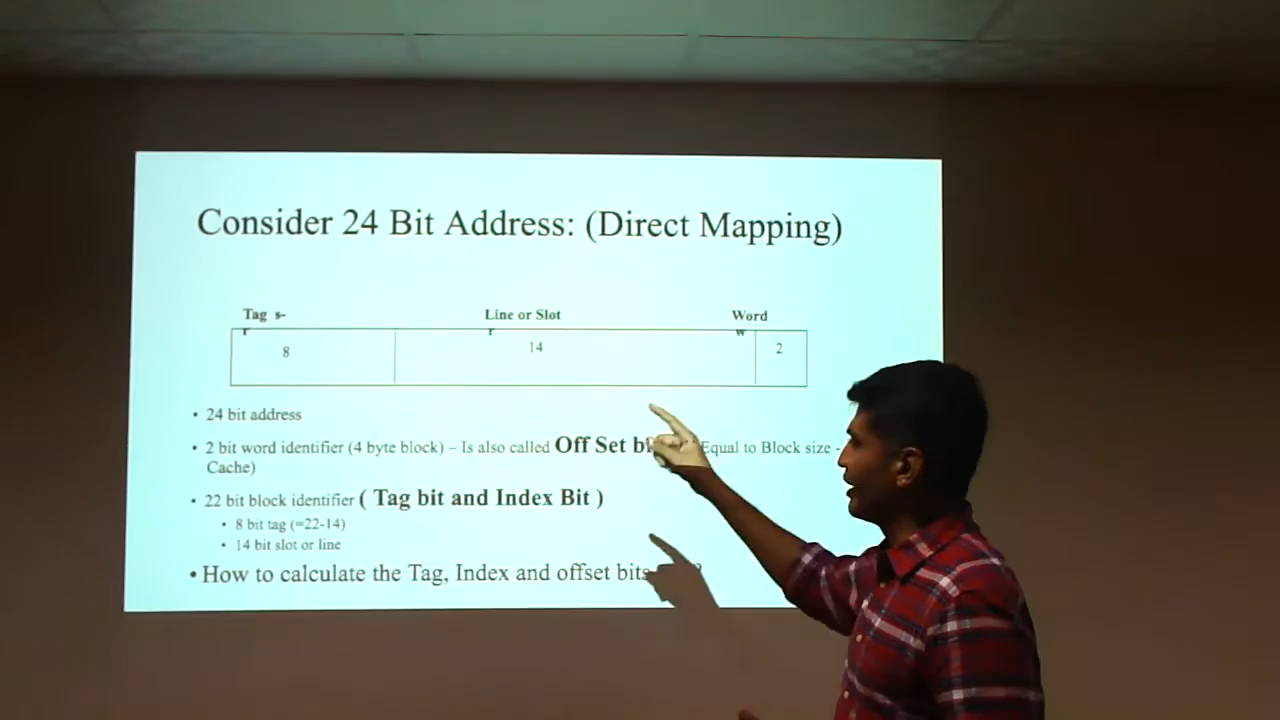 Consider 24 Bit Address: (Direct Mapping)
Tag s- Line or Slot Word
r r w
8 14 2
• 24 bit address
• 2 bit word identifier (4 byte block) – Is also called Off Set Equal to Block size -
Cache)
• 22 bit block identifier ( Tag bit and Index Bit )
• 8 bit tag (=22-14)
• 14 bit slot or line
• How to calculate the Tag, Index and offset bits